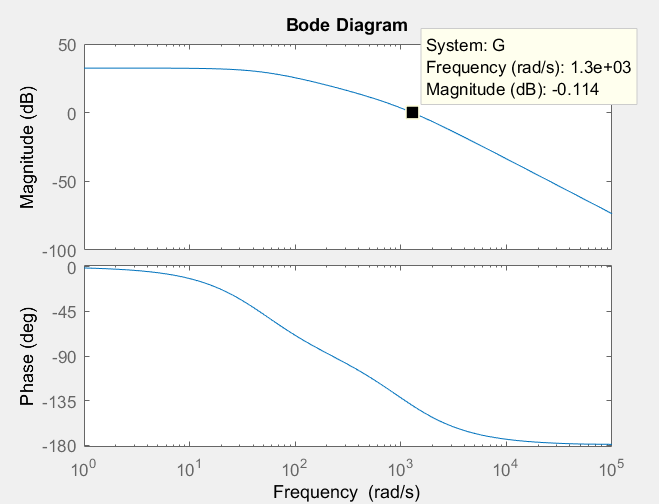 Bode Diagram
System: G
Frequency (rad/s): 1.3e+03
Magnitude (dB): -0.114
Magnitude (dB)
50
0
-50
-100
Phase (deg)
0
-45
-90
-135
-180
10^0
10^1
10^2
10^3
10^4
10^5
Frequency (rad/s)